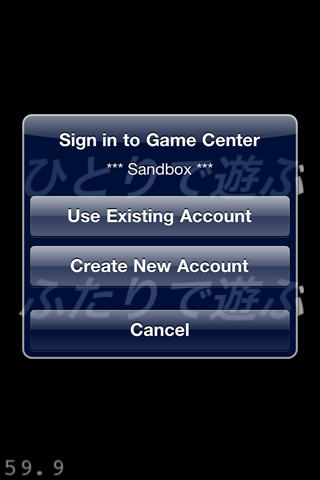 Sign in to Game Center
*** Sandbox ***
ひとりで遊ぶ
Use Existing Account
Create New Account
ふたりで遊ぶ
Cancel
59.9